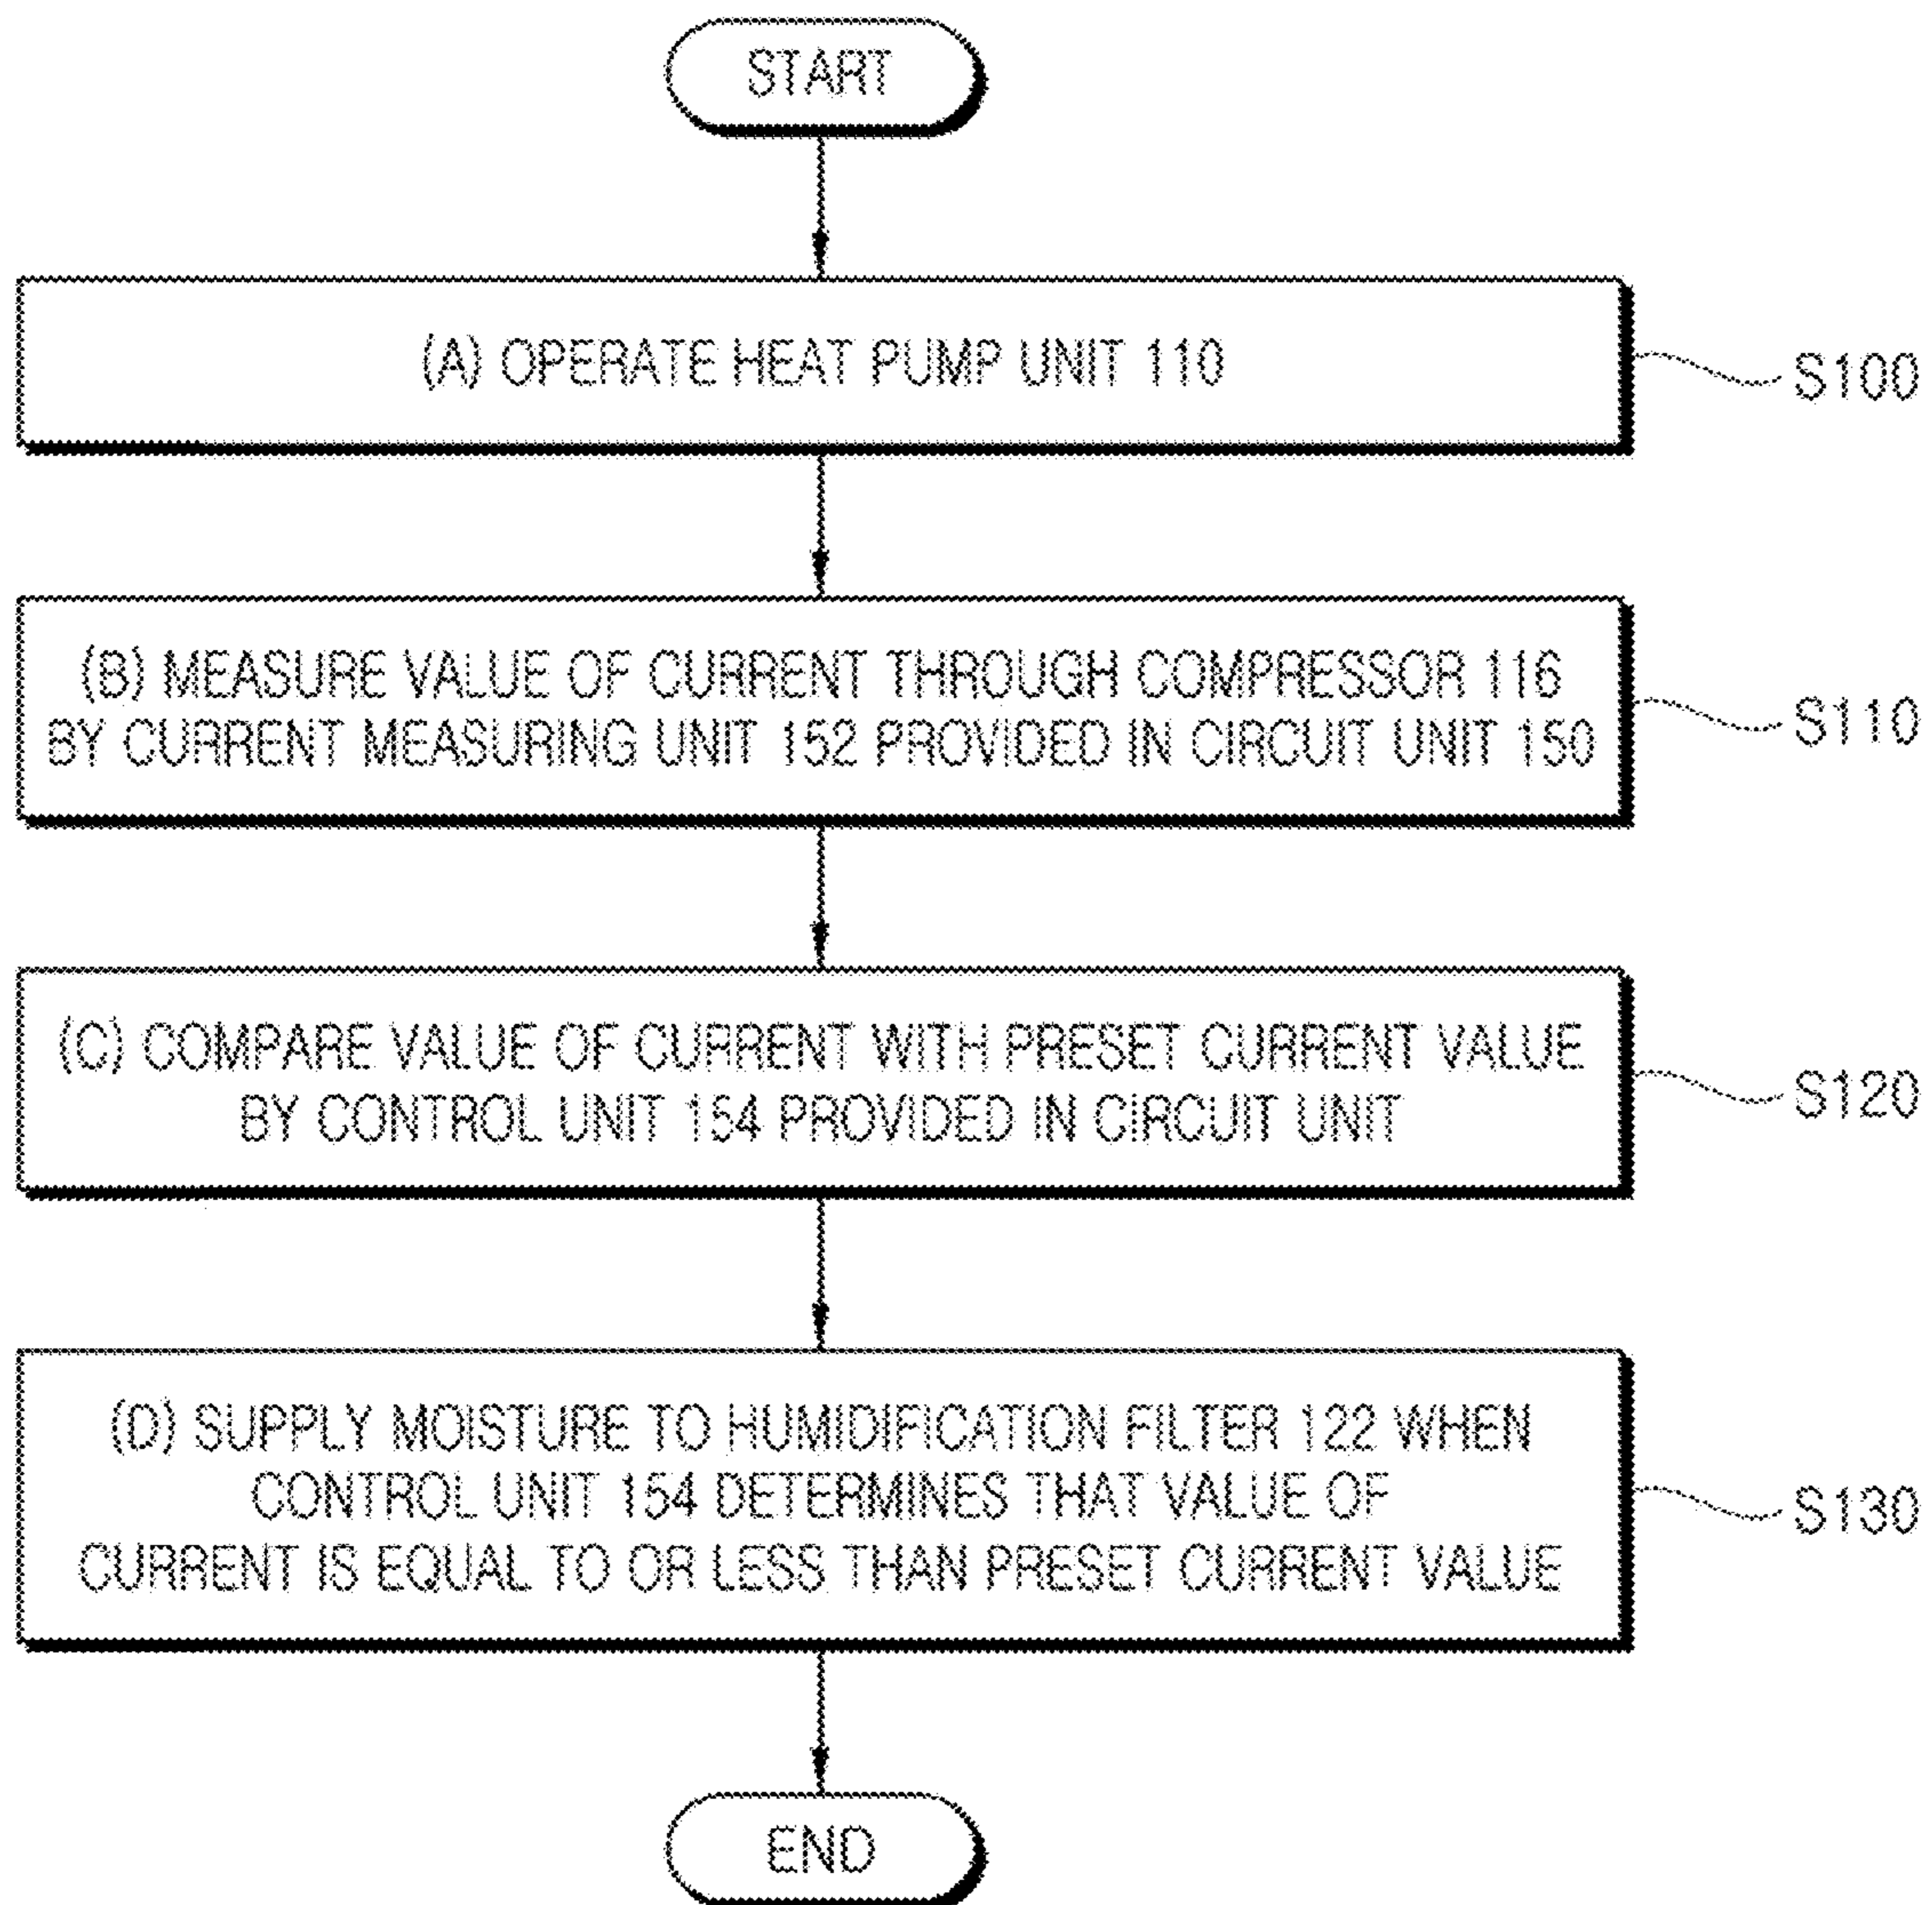 START
(A) OPERATE HEAT PUMP UNIT 110
S100
(B) MEASURE VALUE OF CURRENT THROUGH COMPRESSOR 116
BY CURRENT MEASURING UNIT 152 PROVIDED IN CIRCUIT UNIT 150
S110
(C) COMPARE VALUE OF CURRENT WITH PRESET CURRENT VALUE
BY CONTROL UNIT 154 PROVIDED IN CIRCUIT UNIT
S120
(D) SUPPLY MOISTURE TO HUMIDIFICATION FILTER 122 WHEN
CONTROL UNIT 154 DETERMINES THAT VALUE OF
CURRENT IS EQUAL TO OR LESS THAN PRESET CURRENT VALUE
S130
END